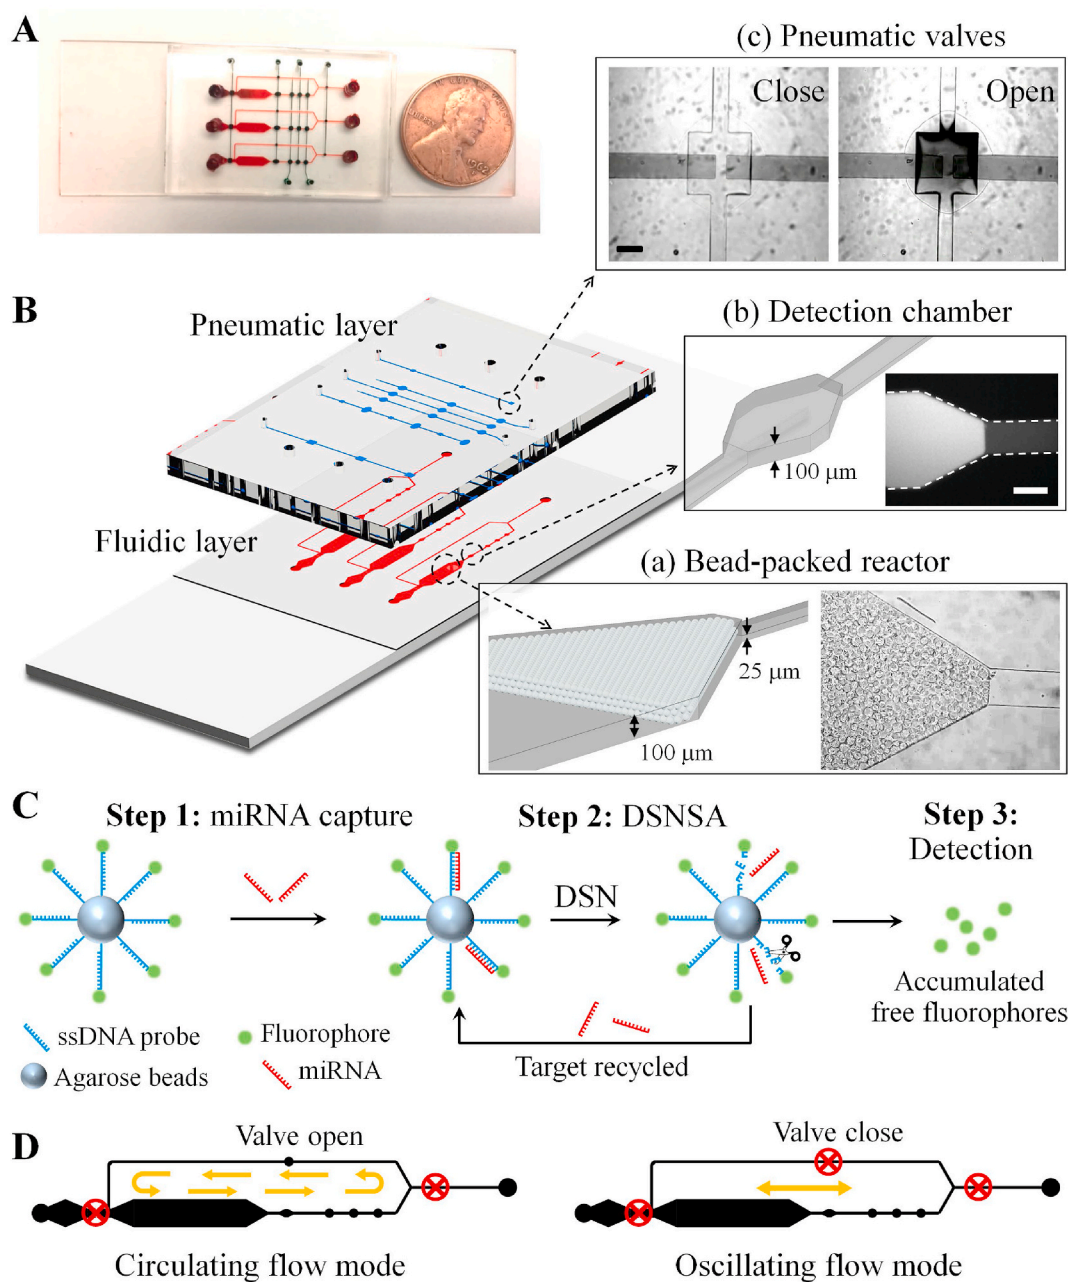 A
1962
(c) Pneumatic valves
Close
Open
B
Pneumatic layer
Fluidic layer
(b) Detection chamber
100 μm
(a) Bead-packed reactor
25 μm
100 μm
C
Step 1: miRNA capture
Step 2: DSNSA
Step 3:
Detection
DSN
Accumulated
free fluorophores
Target recycled
ssDNA probe
Fluorophore
Agarose beads
miRNA
D
Valve open
Valve close
Circulating flow mode
Oscillating flow mode